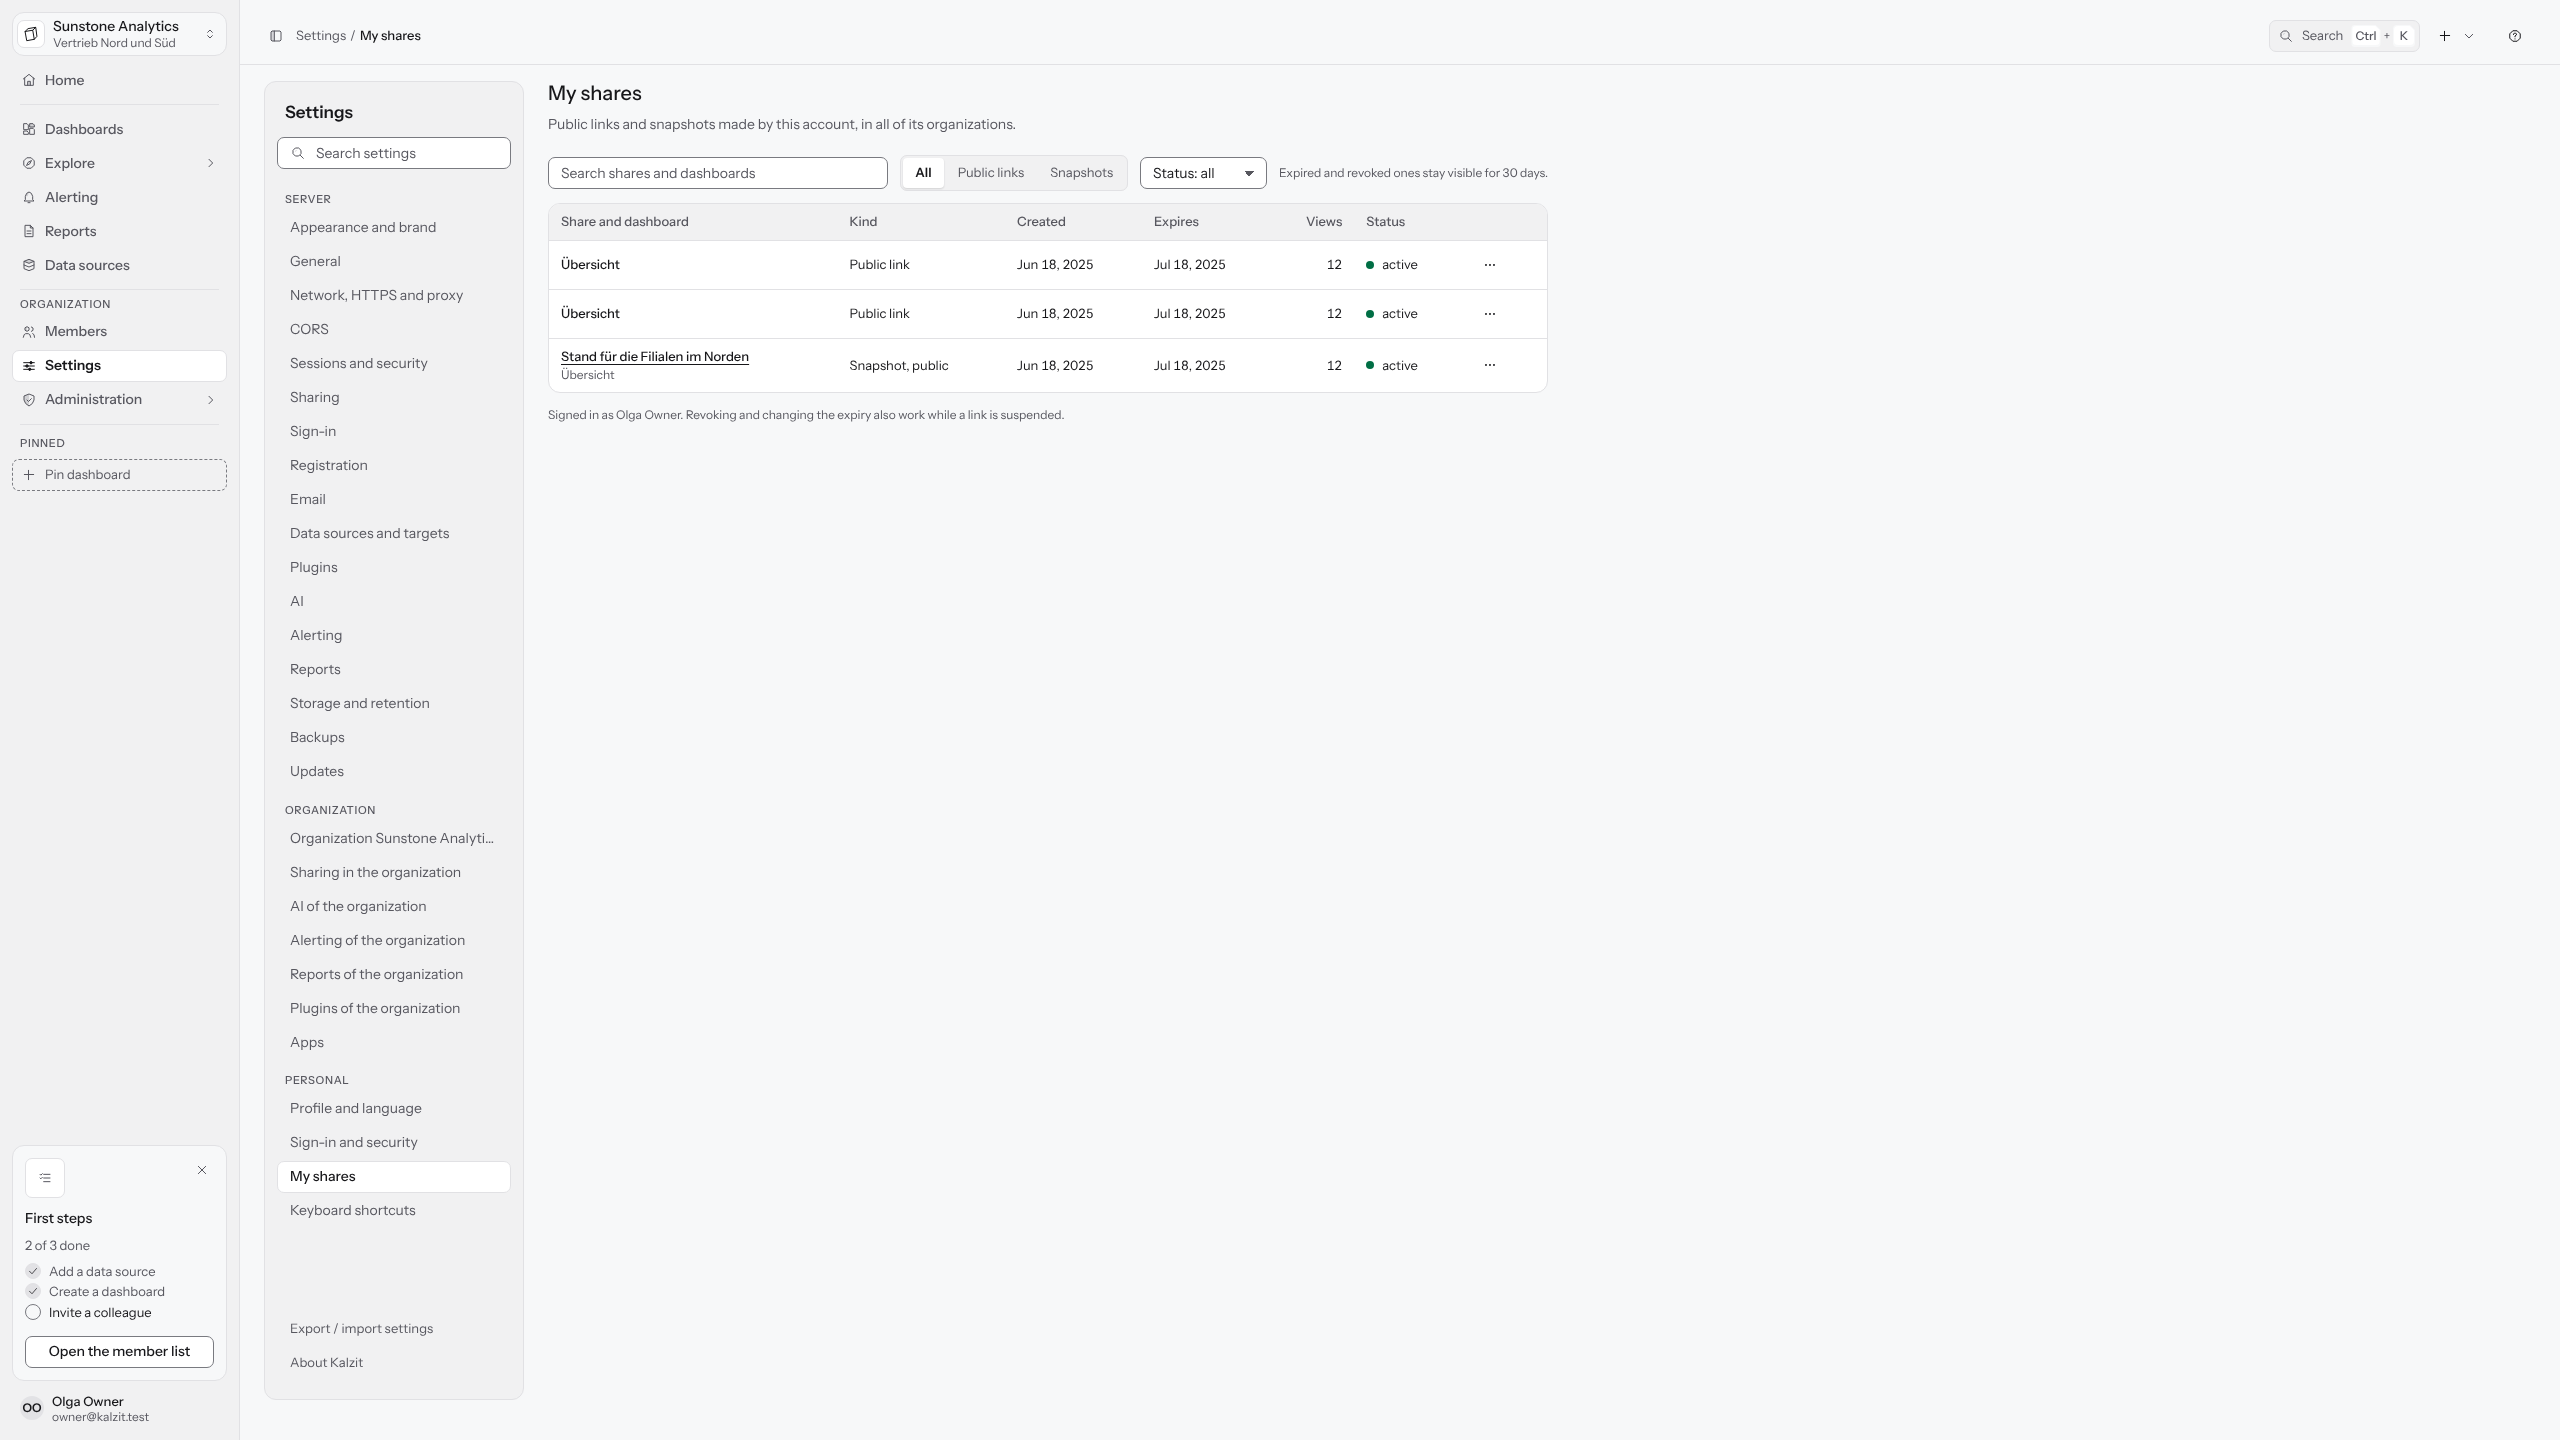 Sunstone Analytics
Vertrieb Nord und Süd
Home
Dashboards
Explore
Alerting
Reports
Data sources
ORGANIZATION
Members
Settings
Administration
PINNED
Pin dashboard
First steps
2 of 3 done
Add a data source
Create a dashboard
Invite a colleague
Open the member list
OO
Olga Owner
owner@kalzit.test
Settings / My shares
Search Ctrl + K
Settings
Search settings
SERVER
Appearance and brand
General
Network, HTTPS and proxy
CORS
Sessions and security
Sharing
Sign-in
Registration
Email
Data sources and targets
Plugins
AI
Alerting
Reports
Storage and retention
Backups
Updates
ORGANIZATION
Organization Sunstone Analyti...
Sharing in the organization
AI of the organization
Alerting of the organization
Reports of the organization
Plugins of the organization
Apps
PERSONAL
Profile and language
Sign-in and security
My shares
Keyboard shortcuts
Export / import settings
About Kalzit
My shares
Public links and snapshots made by this account, in all of its organizations.
Search shares and dashboards All Public links Snapshots Status: all Expired and revoked ones stay visible for 30 days.
Share and dashboard Kind Created Expires Views Status
Übersicht Public link Jun 18, 2025 Jul 18, 2025 12 active
Übersicht Public link Jun 18, 2025 Jul 18, 2025 12 active
Stand für die Filialen im Norden Snapshot, public Jun 18, 2025 Jul 18, 2025 12 active
Übersicht
Signed in as Olga Owner. Revoking and changing the expiry also work while a link is suspended.